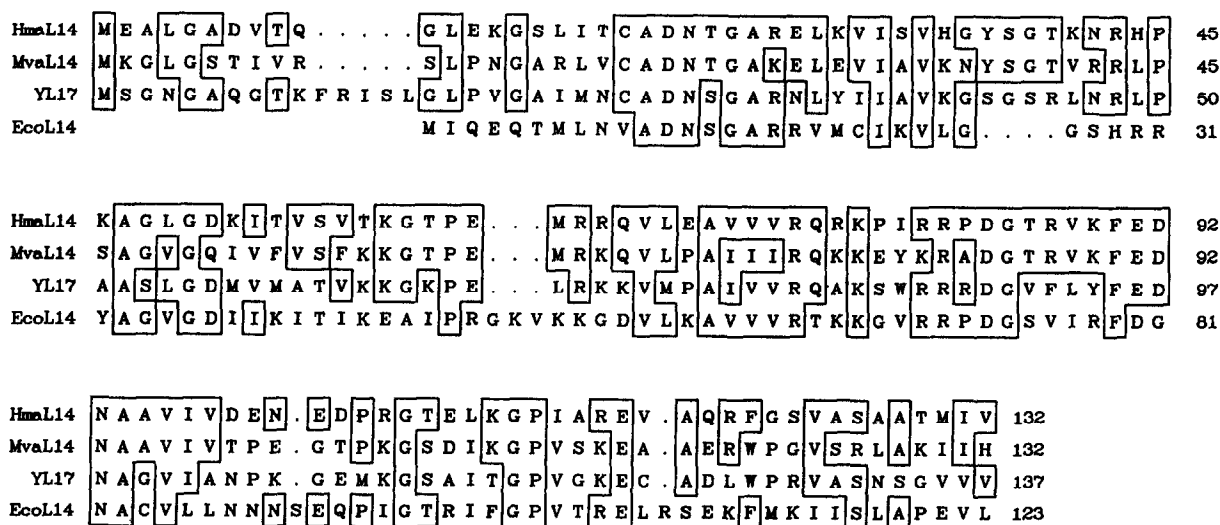 HmaL14 M E A L G A D V T Q . . . . . G L E K G S L I T C A D N T G A R E L K V I S V H G Y S G T K N R H P 45
MvaL14 M K G L G S T I V R . . . . . S L P N G A R L V C A D N T G A K E L E V I A V K N Y S G T V R R L P 45
YL17 M S G N G A Q G T K F R I S L G L P V G A I M N C A D N S G A R N L Y I I A V K G S G S R L N R L P 50
EcoL14 M I Q E Q T M L N V A D N S G A R R V M C I K V L G . . . . G S H R R 31
HmaL14 K A G L G D K I T V S V T K G T P E . . . M R R Q V L E A V V V R Q R K P I R R P D G T R V K F E D 92
MvaL14 S A G V G Q I V F V S F K K G T P E . . . M R K Q V L P A I I I R Q K K E Y K R A D G T R V K F E D 92
YL17 A A S L G D M V M A T V K K G K P E . . . L R K K V M P A I V V R Q A K S W R R R D G V F L Y F E D 97
EcoL14 Y A G V G D I I K I T I K E A I P R G K V K K G D V L K A V V V R T K K G V R R P D G S V I R F D G 81
HmaL14 N A A V I V D E N . E D P R G T E L K G P I A R E V . A Q R F G S V A S A A T M I V 132
MvaL14 N A A V I V T P E . G T P K G S D I K G P V S K E A . A E R W P G V S R L A K I I H 132
YL17 N A G V I A N P K . G E M K G S A I T G P V G K E C . A D L W P R V A S N S G V V V 137
EcoL14 N A C V L L N N N S E Q P I G T R I F G P V T R E L R S E K F M K I I S L A P E V L 123